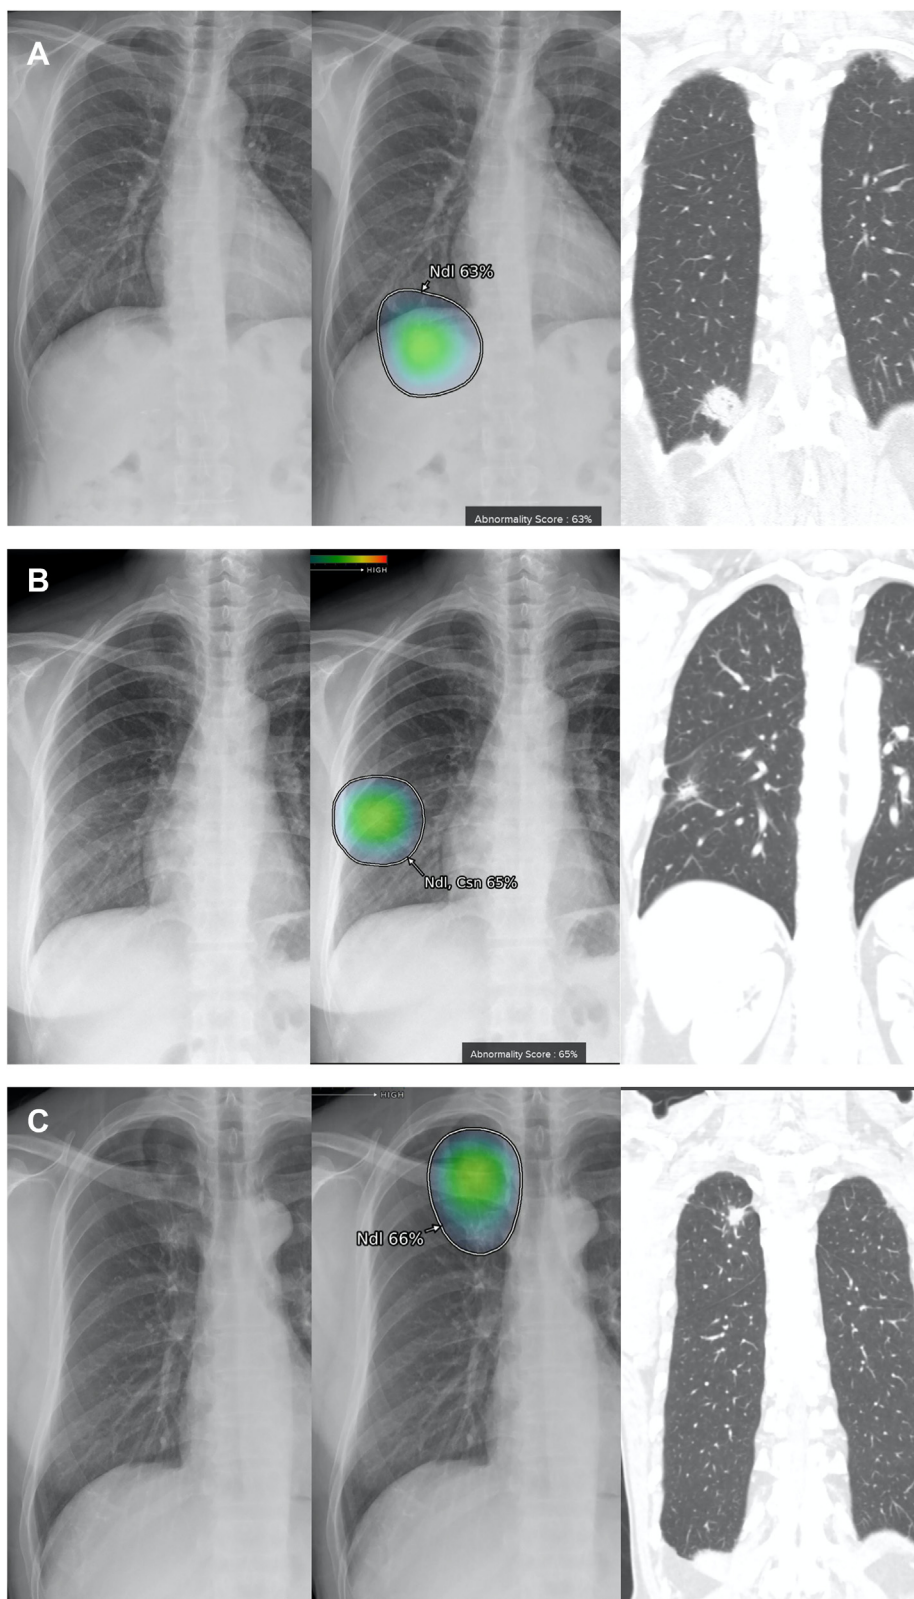 A
Ndl 63%
Abnormality Score : 63%
B
HIGH
Ndl, Csn 65%
Abnormality Score : 65%
C
HIGH
Ndl 66%